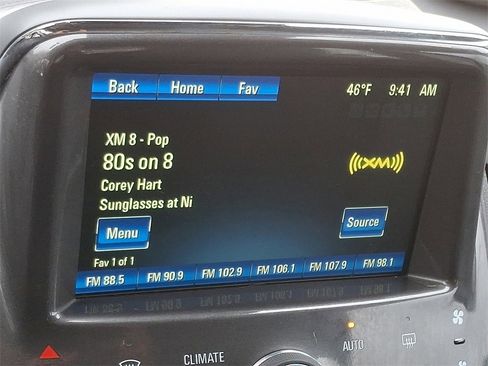 Back Home Fav 46°F 9:41 AM
XM 8 - Pop
80s on 8
((XM))
Corey Hart
Sunglasses at Ni
Menu
Source
Fav 1 of 1
FM 88.5 FM 90.9 FM 102.9 FM 106.1 FM 107.9 FM 98.1
CLIMATE
AUTO